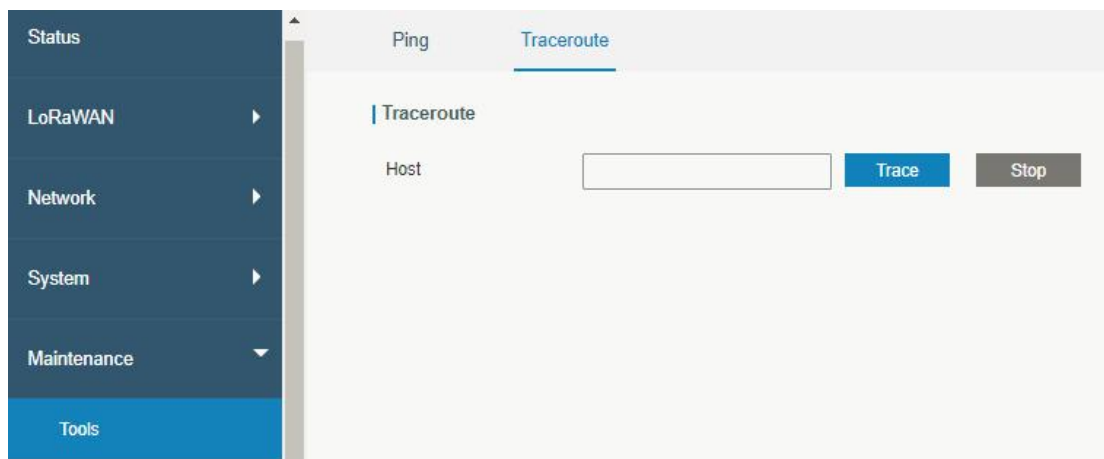 Status
LoRaWAN
Network
System
Maintenance
Tools
Ping Traceroute
Traceroute
Host Trace Stop